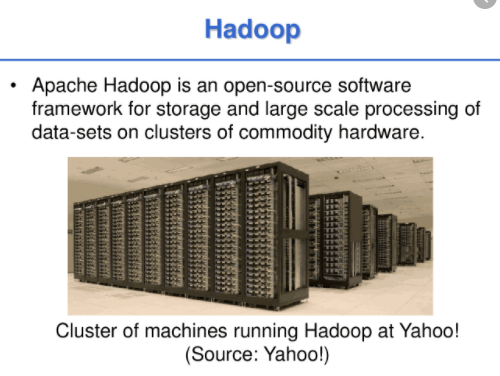 Hadoop
• Apache Hadoop is an open-source software
framework for storage and large scale processing of
data-sets on clusters of commodity hardware.
Cluster of machines running Hadoop at Yahoo!
(Source: Yahoo!)